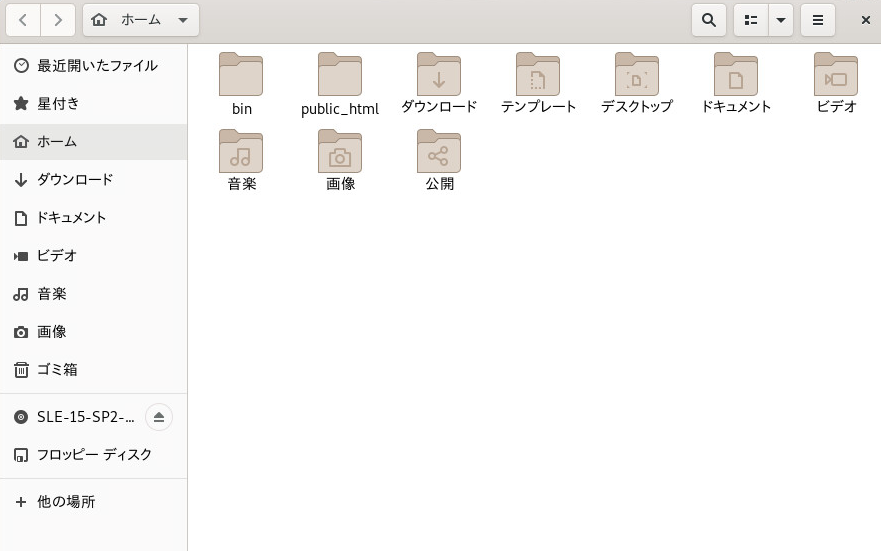 ホーム
最近開いたファイル
星付き
ホーム
ダウンロード
ドキュメント
ビデオ
音楽
画像
ゴミ箱
SLE-15-SP2-...
フロッピー ディスク
他の場所
bin
public_html
ダウンロード
テンプレート
デスクトップ
ドキュメント
ビデオ
音楽
画像
公開